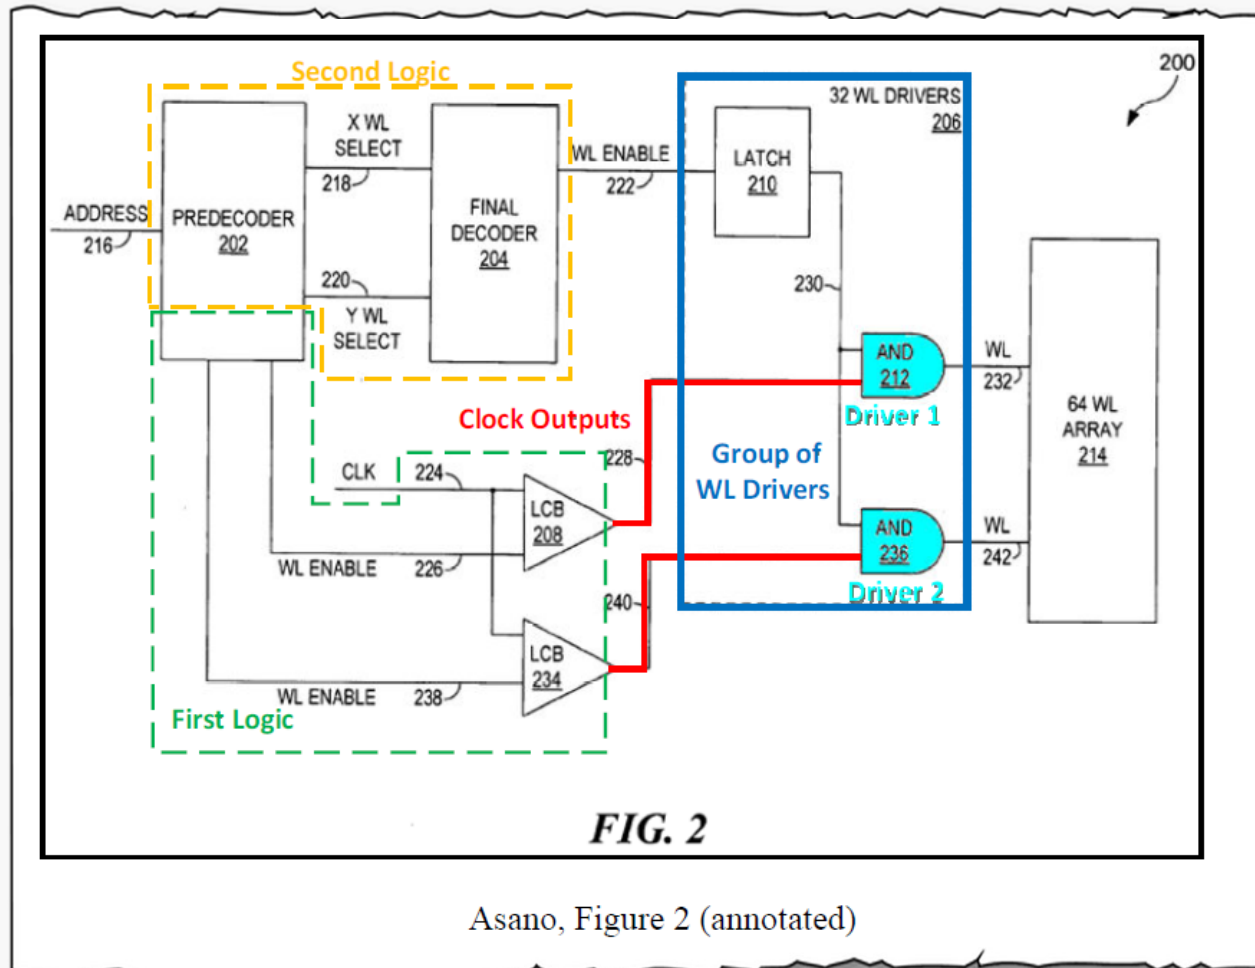 Second Logic
200
32 WL DRIVERS
206
X WL
SELECT
218
WL ENABLE
222
LATCH
210
ADDRESS
216
PREDECODER
202
FINAL
DECODER
204
220
Y WL
SELECT
230
AND
212
WL
232
Driver 1
64 WL
ARRAY
214
Clock Outputs
228
Group of
WL Drivers
CLK
224
LCB
208
WL ENABLE
226
AND
236
WL
242
Driver 2
240
LCB
234
WL ENABLE
238
First Logic
FIG. 2
Asano, Figure 2 (annotated)